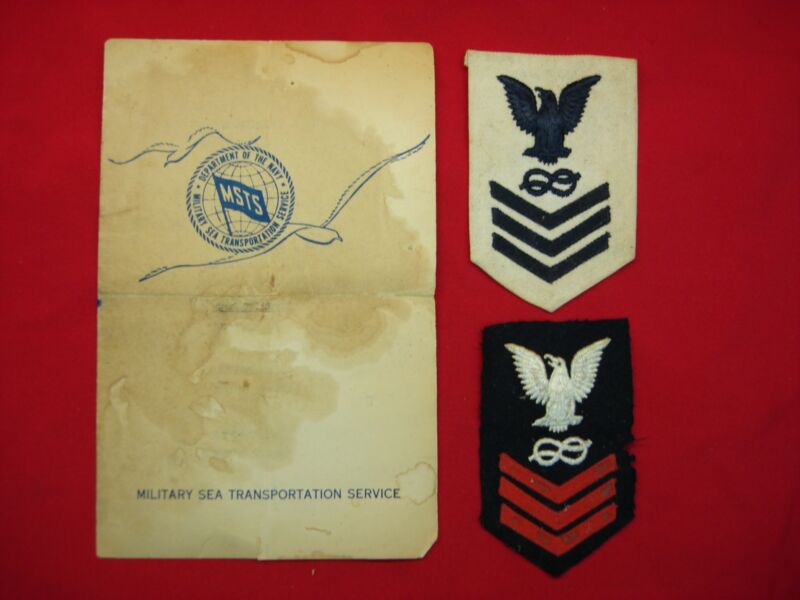 DEPARTMENT OF THE NAVY
MSTS
MILITARY SEA TRANSPORTATION SERVICE
MILITARY SEA TRANSPORTATION SERVICE